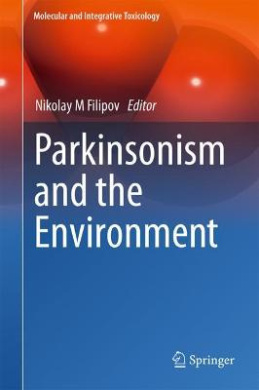 Molecular and Integrative Toxicology
Nikolay M Filipov Editor
Parkinsonism
and the
Environment
Springer